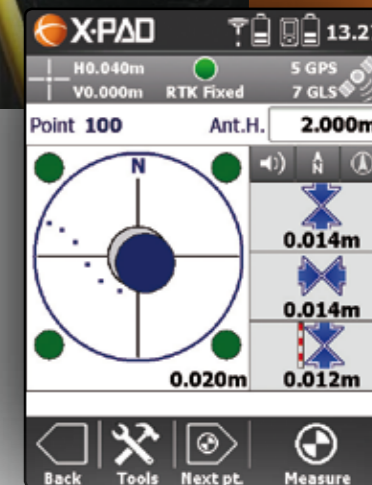 X-PAD 13.27
H0.040m 5 GPS
V0.000m RTK Fixed 7 GLS
Point 100 Ant.H. 2.000m
N
0.014m
0.014m
0.020m 0.012m
Back Tools Next pt. Measure